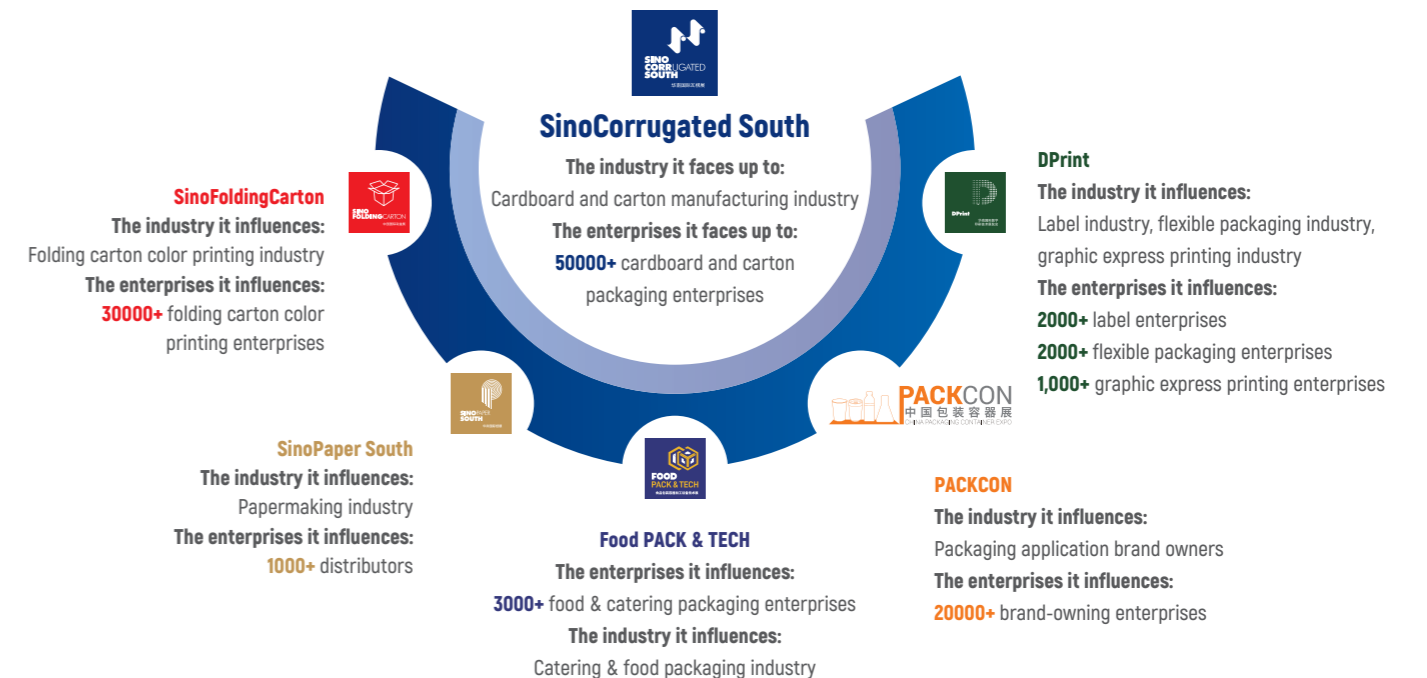 SINO
CORRUGATED
SOUTH
SinoCorrugated South
The industry it faces up to:
Cardboard and carton manufacturing industry
The enterprises it faces up to:
50000+ cardboard and carton
packaging enterprises
SINO
FOLDINGCARTON
SinoFoldingCarton
The industry it influences:
Folding carton color printing industry
The enterprises it influences:
30000+ folding carton color
printing enterprises
SINOPAPER
SOUTH
SinoPaper South
The industry it influences:
Papermaking industry
The enterprises it influences:
1000+ distributors
FOOD
PACK & TECH
Food PACK & TECH
The enterprises it influences:
3000+ food & catering packaging enterprises
The industry it influences:
Catering & food packaging industry
PACKCON
中国包装容器展
CHINA PACKAGING CONTAINER EXPO
PACKCON
The industry it influences:
Packaging application brand owners
The enterprises it influences:
20000+ brand-owning enterprises
DPrint
DPrint
The industry it influences:
Label industry, flexible packaging industry,
graphic express printing industry
The enterprises it influences:
2000+ label enterprises
2000+ flexible packaging enterprises
1,000+ graphic express printing enterprises